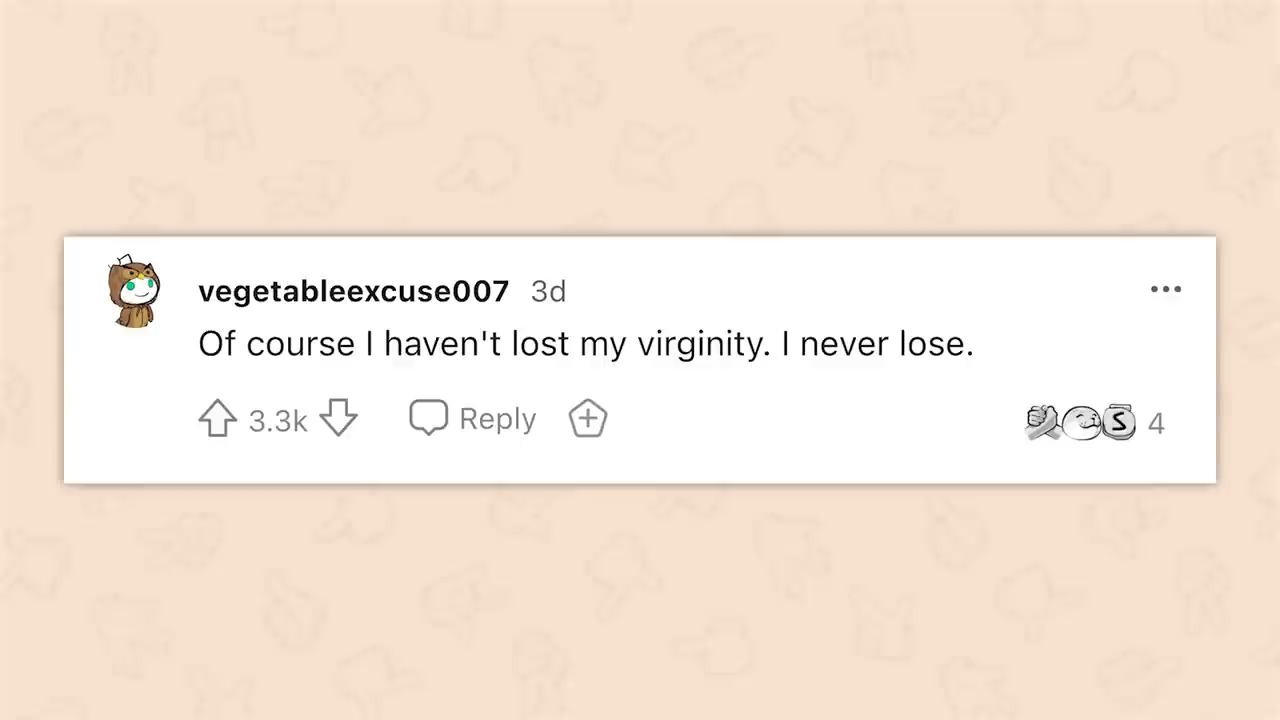 vegetableexcuse007 3d
Of course I haven't lost my virginity. I never lose.
3.3k Reply 4